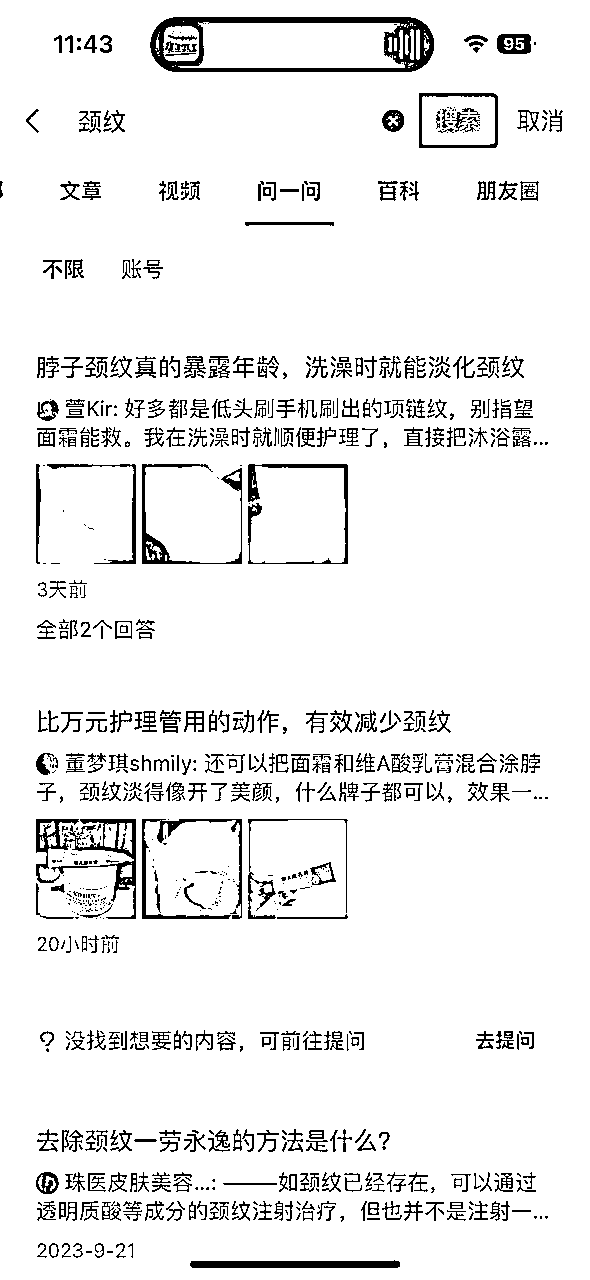 11:43
95
颈纹
搜索
取消
文章 视频 问一问 百科 朋友圈
不限 账号
脖子颈纹真的暴露年龄，洗澡时就能淡化颈纹
萱Kir: 好多都是低头刷手机刷出的项链纹，别指望
面霜能救。我在洗澡时就顺便护理了，直接把沐浴露...
3天前
全部2个回答
比万元护理管用的动作，有效减少颈纹
董梦琪shmily: 还可以把面霜和维A酸乳膏混合涂脖
子，颈纹淡得像开了美颜，什么牌子都可以，效果一...
20小时前
没找到想要的内容，可前往提问
去提问
去除颈纹一劳永逸的方法是什么?
珠医皮肤美容...: ——如颈纹已经存在，可以通过
透明质酸等成分的颈纹注射治疗，但也并不是注射一...
2023-9-21